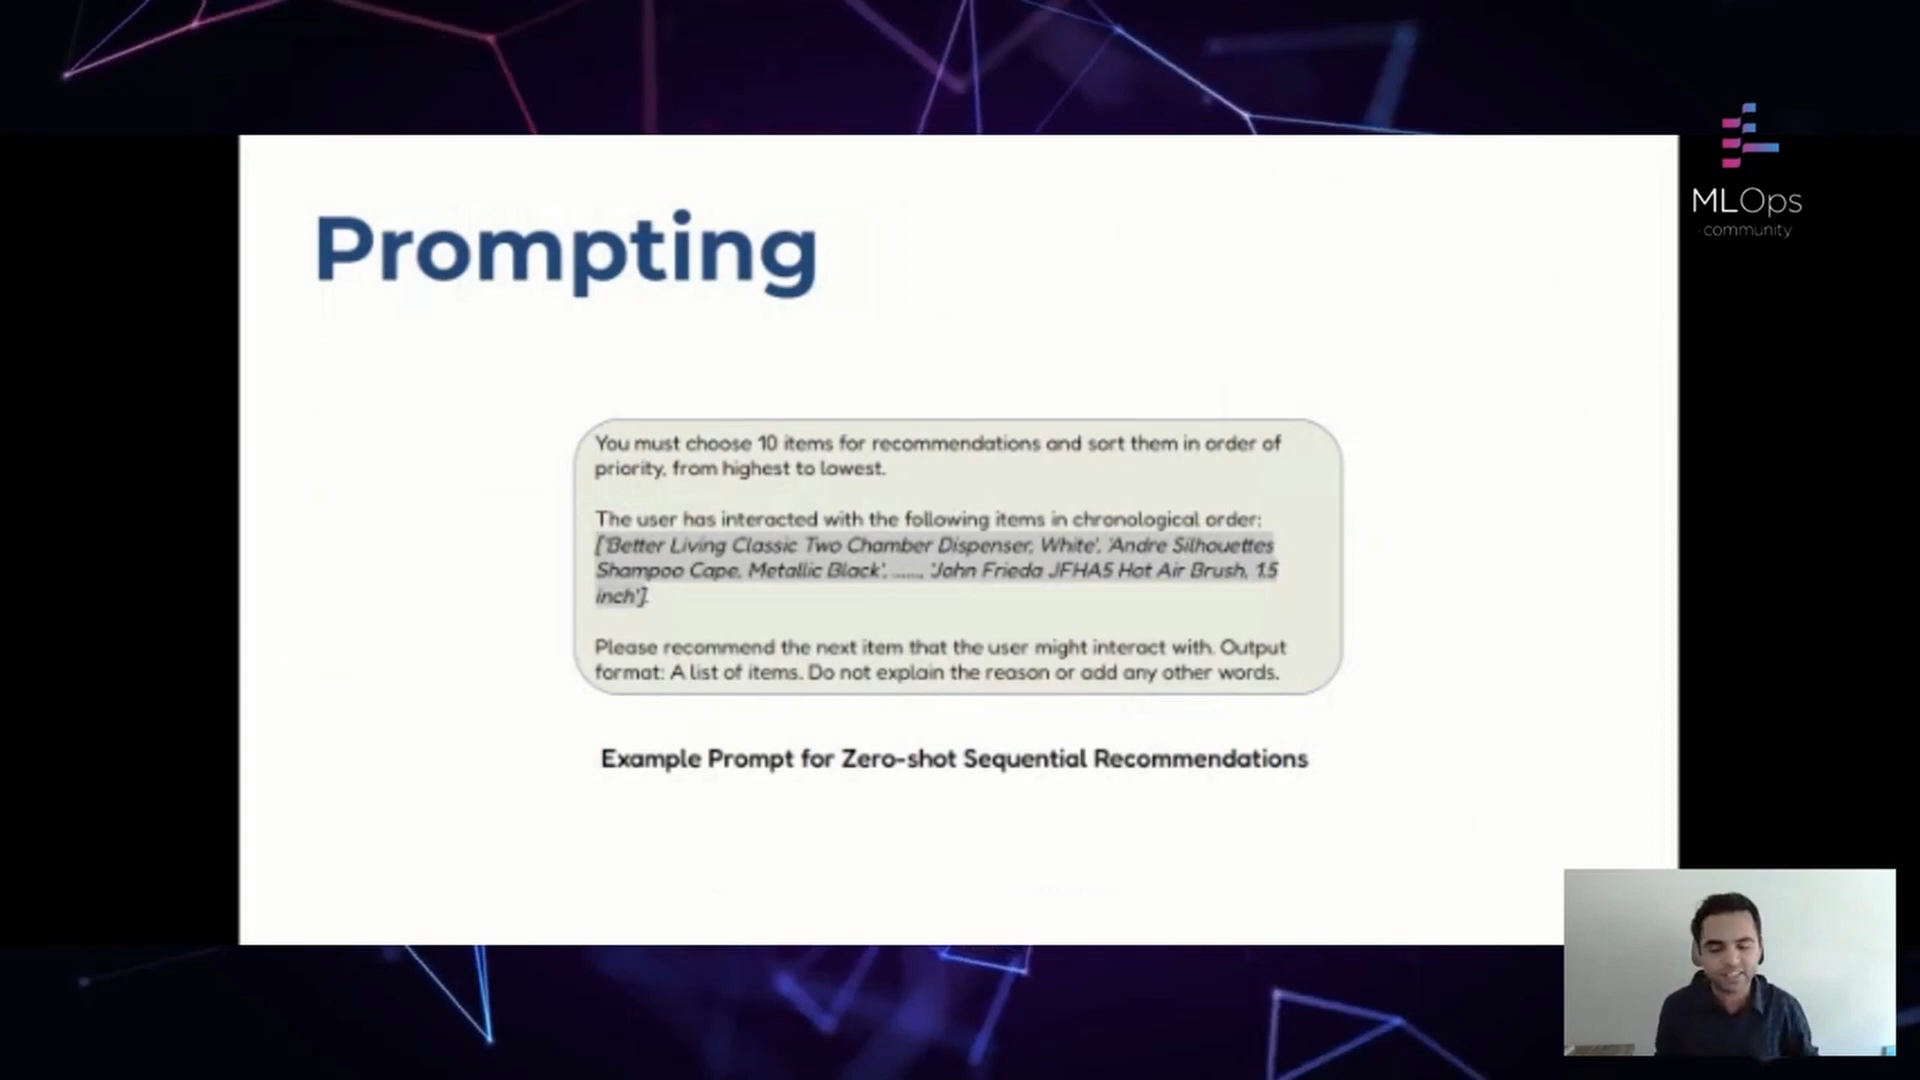 MLOps
community
Prompting
You must choose 10 items for recommendations and sort them in order of
priority, from highest to lowest.
The user has interacted with the following items in chronological order:
['Better Living Classic Two Chamber Dispenser, White', 'Andre Silhouettes
Shampoo Cape, Metallic Black', ......, 'John Frieda JFHA5 Hot Air Brush, 1.5
inch'].
Please recommend the next item that the user might interact with. Output
format: A list of items. Do not explain the reason or add any other words.
Example Prompt for Zero-shot Sequential Recommendations